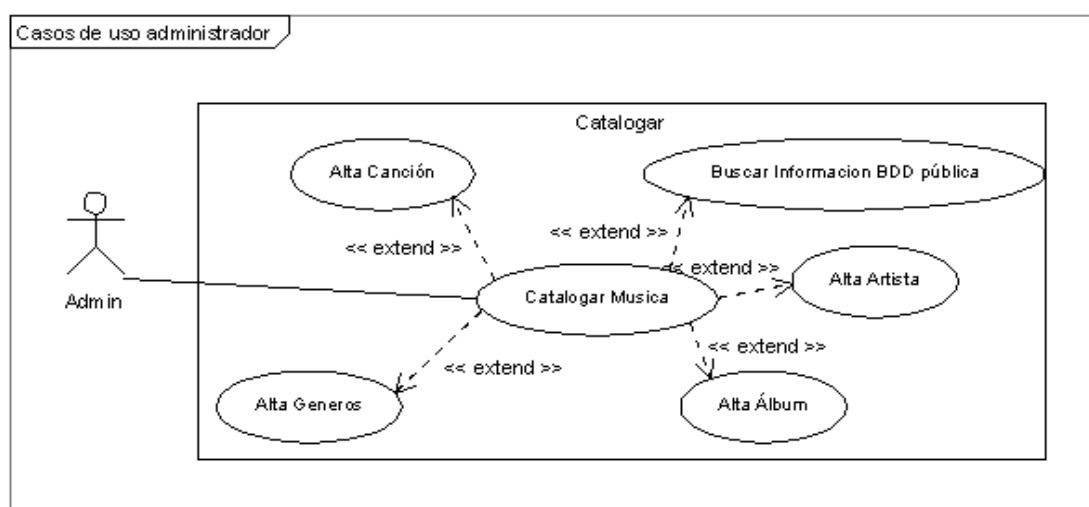 Casos de uso administrador
Catalogar
Alta Canción
Buscar Informacion BDD pública
<< extend >>
<< extend >>
<< extend >>
Alta Artista
Admin
Catalogar Musica
<< extend >>
<< extend >>
Alta Generos
Alta Álbum